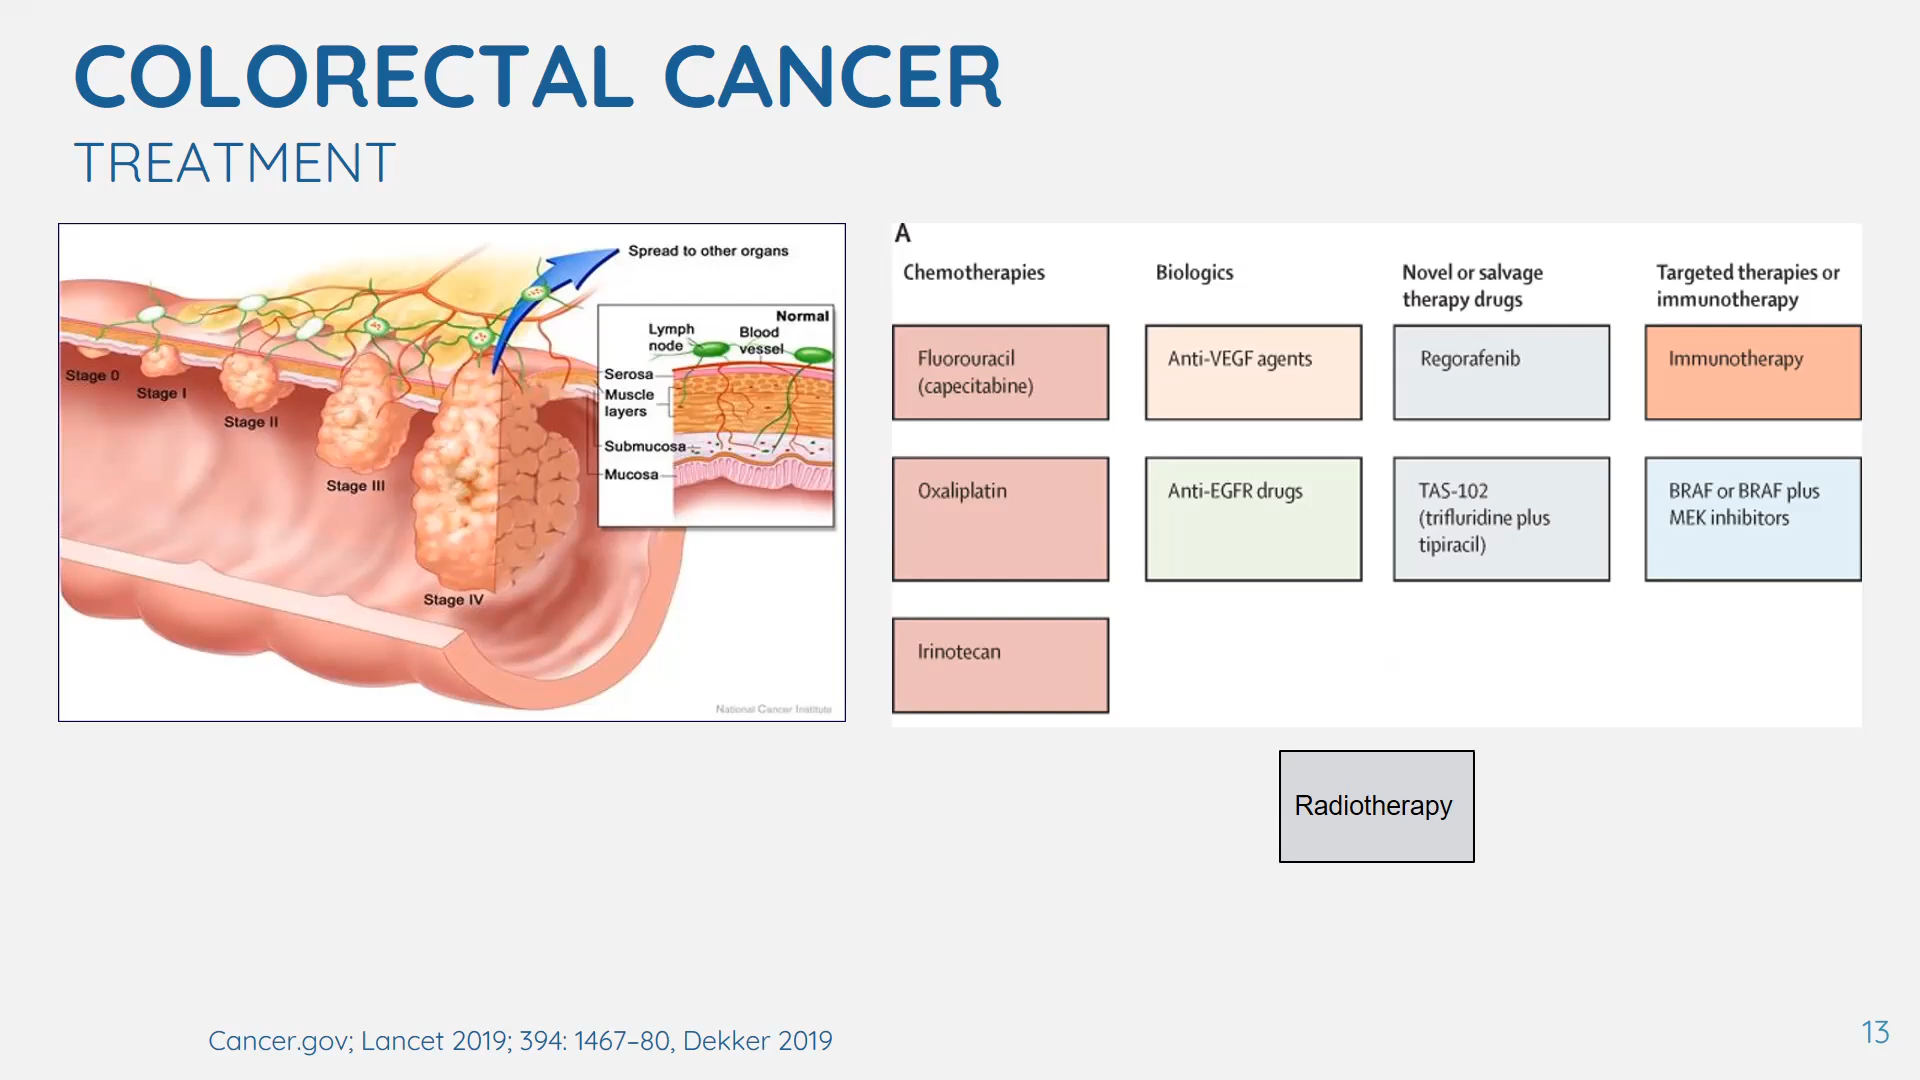 COLORECTAL CANCER
TREATMENT
Spread to other organs
Normal
Lymph
node
Blood
vessel
Serosa
Muscle
layers
Submucosa
Mucosa
Stage 0
Stage I
Stage II
Stage III
Stage IV
National Cancer Institute
A
Chemotherapies
Biologics
Novel or salvage
therapy drugs
Targeted therapies or
immunotherapy
Fluorouracil
(capecitabine)
Anti-VEGF agents
Regorafenib
Immunotherapy
Oxaliplatin
Anti-EGFR drugs
TAS-102
(trifluridine plus
tipiracil)
BRAF or BRAF plus
MEK inhibitors
Irinotecan
Radiotherapy
Cancer.gov; Lancet 2019; 394: 1467–80, Dekker 2019
13